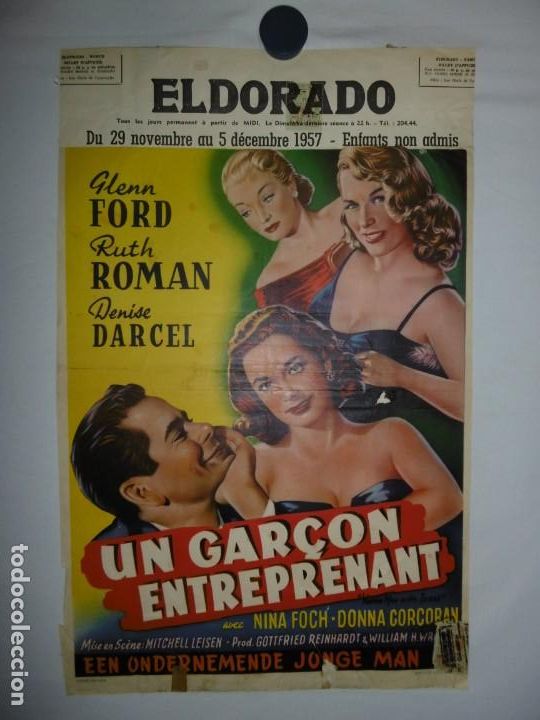 ELDORADO
Tous les jours permanent à partir de MIDI. Le Dimanche dernière séance à 22 h. - Tél : 204.44.
Du 29 novembre au 5 décembre 1957 - Enfants non admis
Glenn
FORD
Ruth
ROMAN
Denise
DARCEL
UN GARÇON
ENTREPRENANT
avec NINA FOCH - DONNA CORCORAN
Mise en Scène: MITCHELL LEISEN - Prod. GOTTFRIED REINHARDT & WILLIAM H.
EEN ONDERNEMENDE JONGE MAN
todocoleccion.net